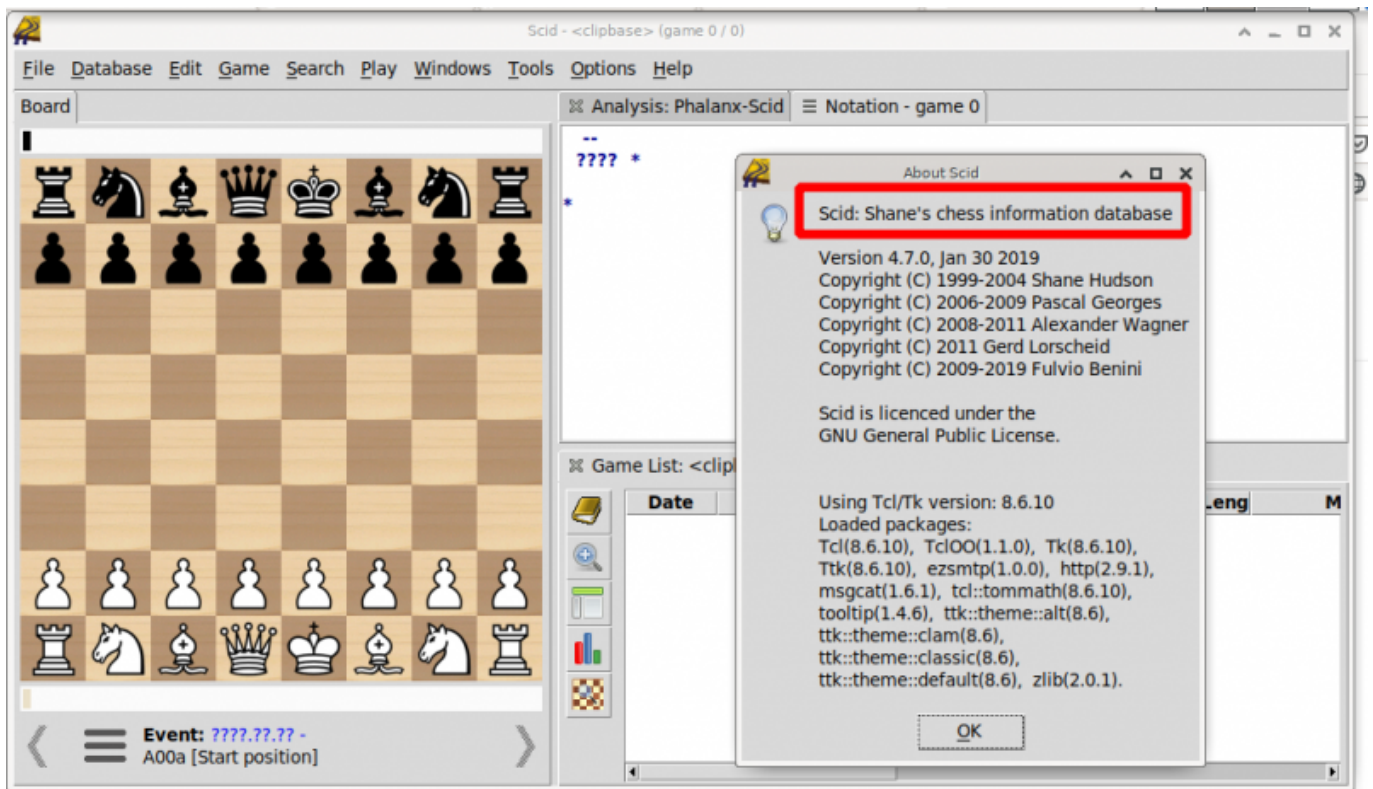 Scid - <clipbase> (game 0 / 0)
File Database Edit Game Search Play Windows Tools Options Help
Board
Analysis: Phalanx-Scid
Notation - game 0
--
???? *
*
About Scid
Scid: Shane's chess information database
Version 4.7.0, Jan 30 2019
Copyright (C) 1999-2004 Shane Hudson
Copyright (C) 2006-2009 Pascal Georges
Copyright (C) 2008-2011 Alexander Wagner
Copyright (C) 2011 Gerd Lorscheid
Copyright (C) 2009-2019 Fulvio Benini
Scid is licenced under the
GNU General Public License.
Using Tcl/Tk version: 8.6.10
Loaded packages:
Tcl(8.6.10), TclOO(1.1.0), Tk(8.6.10),
Ttk(8.6.10), ezsmtp(1.0.0), http(2.9.1),
msgcat(1.6.1), tcl::tommath(8.6.10),
tooltip(1.4.6), ttk::theme::alt(8.6),
ttk::theme::clam(8.6),
ttk::theme::classic(8.6),
ttk::theme::default(8.6), zlib(2.0.1).
OK
Game List: <clip
Date
Leng
M
Event: ????.??.?? -
A00a [Start position]